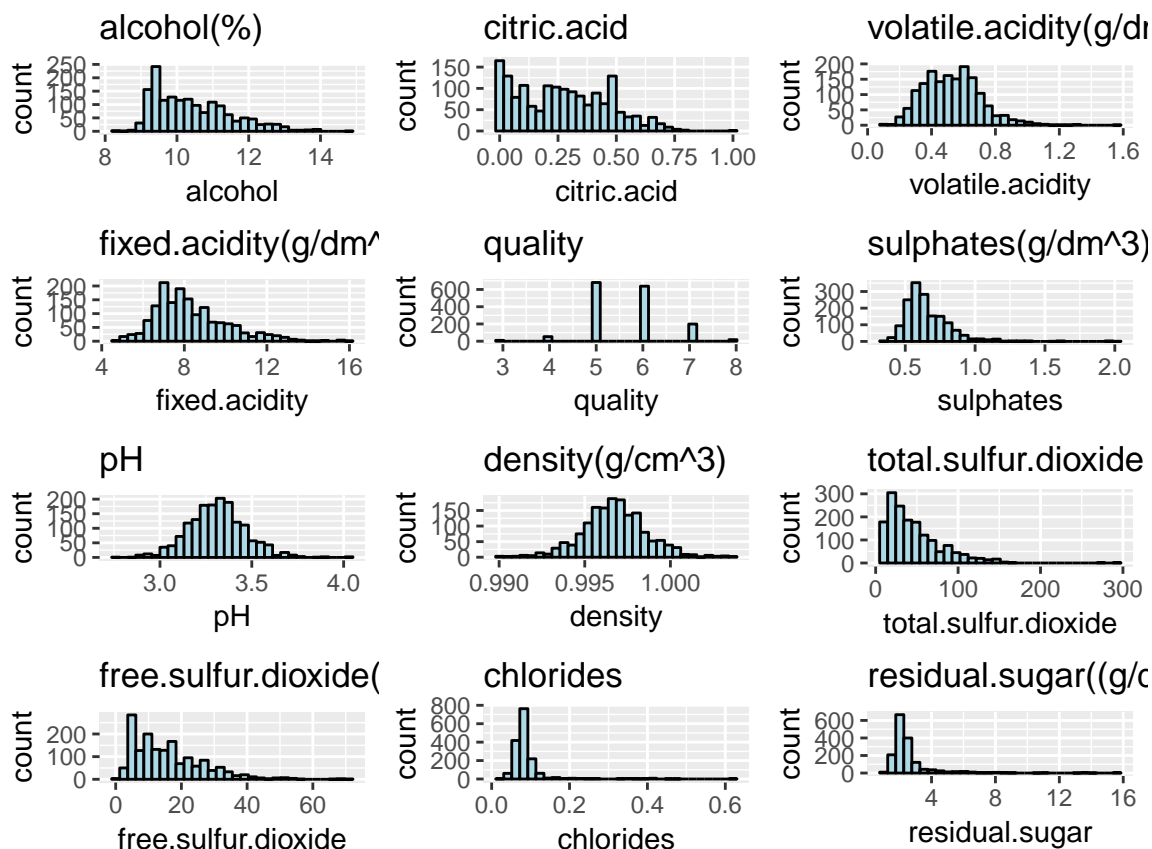 alcohol(%)
count
250
200
150
100
50
0
8 10 12 14
alcohol
citric.acid
count
150
100
50
0
0.00 0.25 0.50 0.75 1.00
citric.acid
volatile.acidity(g/d
count
200
150
100
50
0
0.0 0.4 0.8 1.2 1.6
volatile.acidity
fixed.acidity(g/dm^
count
200
150
100
50
0
4 8 12 16
fixed.acidity
quality
count
600
400
200
0
3 4 5 6 7 8
quality
sulphates(g/dm^3)
count
300
200
100
0
0.5 1.0 1.5 2.0
sulphates
pH
count
200
150
100
50
0
3.0 3.5 4.0
pH
density(g/cm^3)
count
150
100
50
0
0.990 0.995 1.000
density
total.sulfur.dioxide
count
300
200
100
0
0 100 200 300
total.sulfur.dioxide
free.sulfur.dioxide(
count
200
100
0
0 20 40 60
free.sulfur.dioxide
chlorides
count
800
600
400
200
0
0.0 0.2 0.4 0.6
chlorides
residual.sugar((g/
count
600
400
200
0
4 8 12 16
residual.sugar